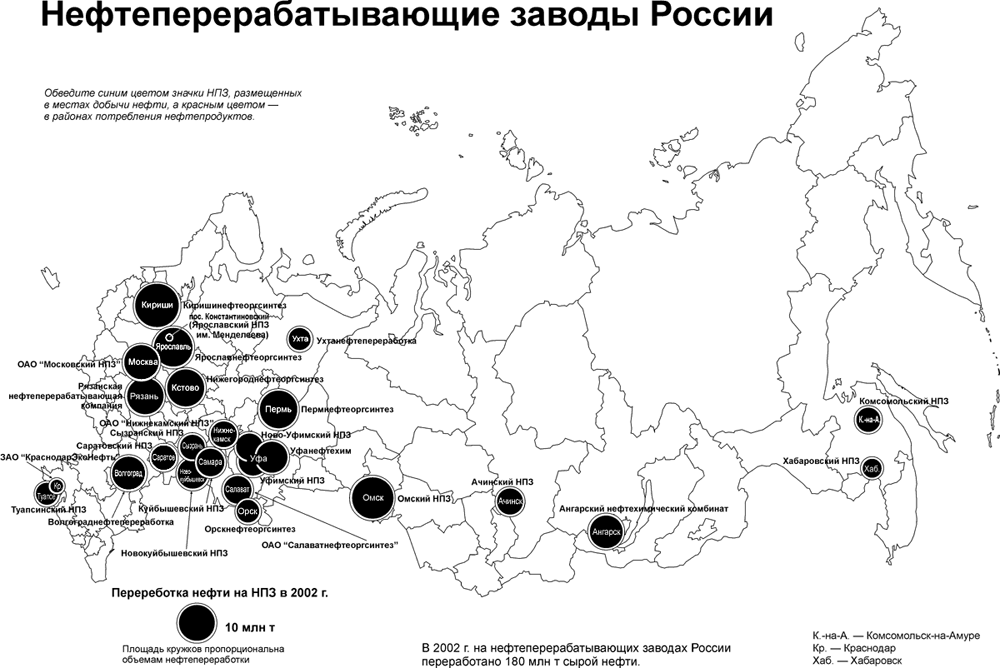 Нефтеперерабатывающие заводы России
Обведите синим цветом значки НПЗ, размещенных
в местах добычи нефти, а красным цветом —
в районах потребления нефтепродуктов.
Кириши
Киришинефтеоргсинтез
пос. Константиновский
(Ярославский НПЗ
им. Менделеева)
Ярославль
Ярославнефтеоргсинтез
Ухта
Ухтанефтепереработка
ОАО “Московский НПЗ”
Москва
Кстово
Нижегороднефтеоргсинтез
Рязанская
нефтеперерабатывающая
компания
Рязань
Пермь
Пермнефтеоргсинтез
ОАО “Нижнекамский НПЗ”
Нижне-
камск
Сызранский НПЗ
Сызрань
Ново-Уфимский НПЗ
Саратовский НПЗ
Саратов
Самара
Уфа
Уфанефтехим
ЗАО “КраснодарЭкоНефть”
Волгоград
Ново-
куйбышевск
Уфимский НПЗ
Кр
Туапсе
Салават
Туапсинский НПЗ
Куйбышевский НПЗ
Орск
Волгограднефтепереработка
Орскнефтеоргсинтез
Новокуйбышевский НПЗ
ОАО “Салаватнефтеоргсинтез”
Омск
Омский НПЗ
Ачинский НПЗ
Ачинск
Ангарский нефтехимический комбинат
Ангарск
Комсомольский НПЗ
К.-на-А
Хабаровский НПЗ
Хаб.
Перереботка нефти на НПЗ в 2002 г.
10 млн т
Площадь кружков пропорциональна
объемам нефтепереработки
В 2002 г. на нефтеперерабатывающих заводах России
переработано 180 млн т сырой нефти.
К.-на-А. — Комсомольск-на-Амуре
Кр. — Краснодар
Хаб. — Хабаровск